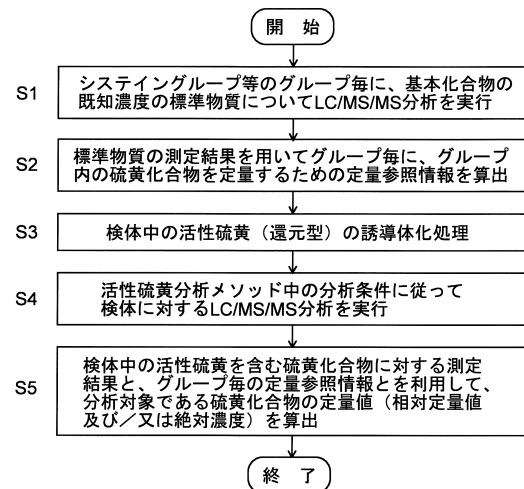 開 始
S1
システイングループ等のグループ毎に、基本化合物の
既知濃度の標準物質についてLC/MS/MS分析を実行
S2
標準物質の測定結果を用いてグループ毎に、グループ
内の硫黄化合物を定量するための定量参照情報を算出
S3
検体中の活性硫黄（還元型）の誘導体化処理
S4
活性硫黄分析メソッド中の分析条件に従って
検体に対するLC/MS/MS分析を実行
S5
検体中の活性硫黄を含む硫黄化合物に対する測定
結果と、グループ毎の定量参照情報とを利用して、
分析対象である硫黄化合物の定量値（相対定量値
及び／又は絶対濃度）を算出
終 了